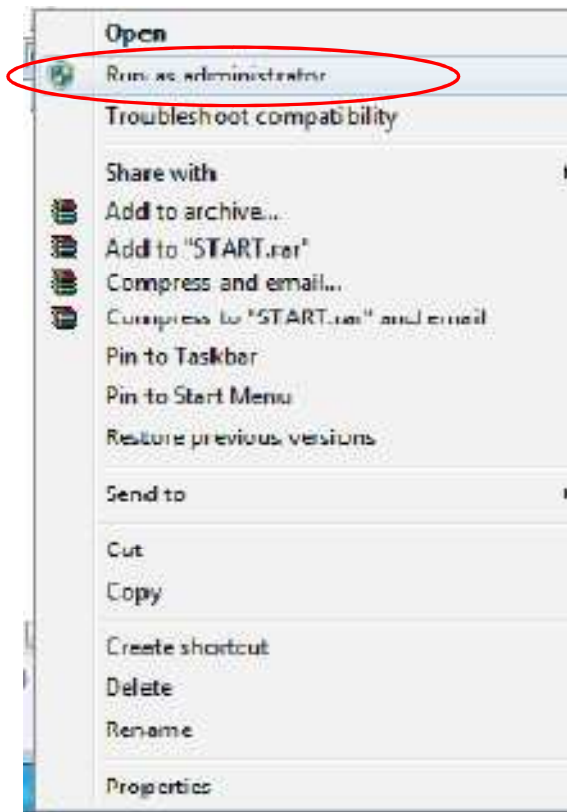 Open
Run as administrator
Troubleshoot compatibility
Share with
Add to archive...
Add to "START.rar"
Compress and email...
Compress to "START.rar" and email
Pin to Taskbar
Pin to Start Menu
Restore previous versions
Send to
Cut
Copy
Create shortcut
Delete
Rename
Properties